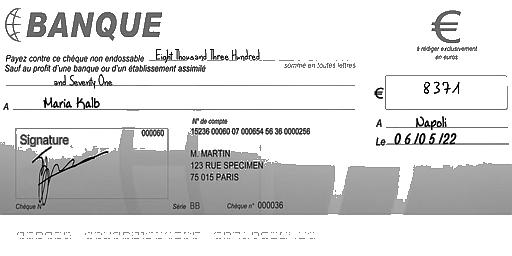 BANQUE
€
à rédiger exclusivement
en euros
Payez contre ce chèque non endossable Eight Thousand Three Hundred
Sauf au profit d'une banque ou d'un établissement assimilé
somme en toutes lettres
and Seventy One
€ 8371
A Maria Kalb
A Napoli
Le 06/05/22
Signature
000060
N° de compte
15236 00060 07 000654 56 36 0000256
M. MARTIN
123 RUE SPECIMEN
75 015 PARIS
Chèque N°
Série BB
Chèque n° 000036